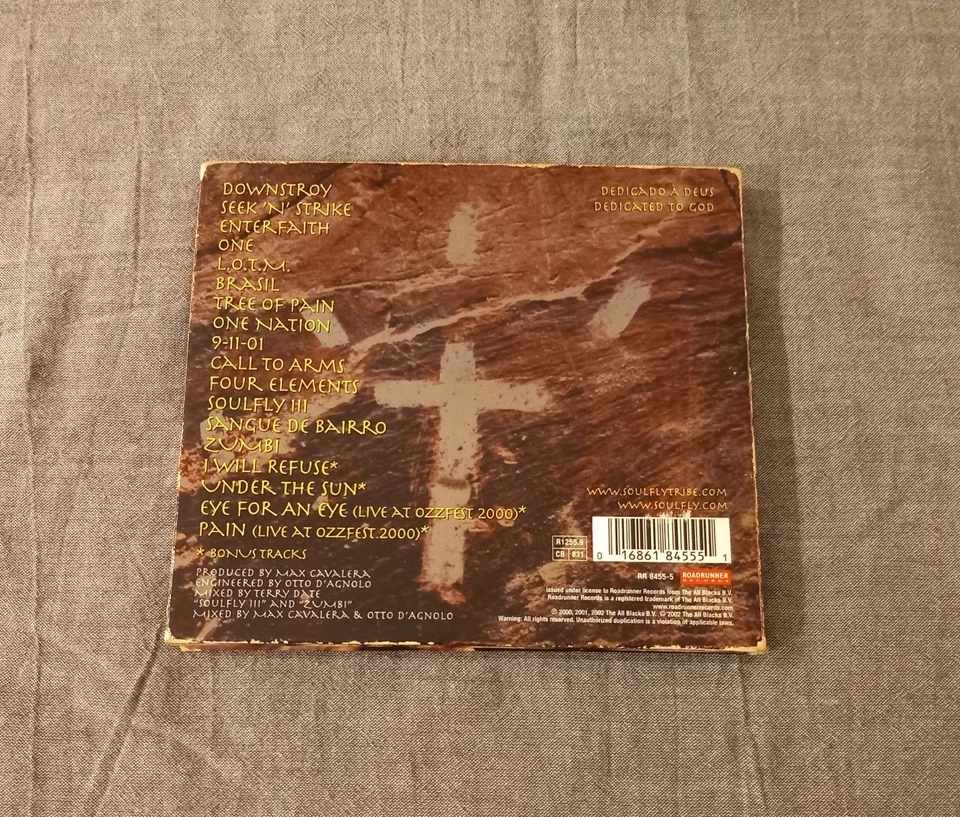 DOWNSTROY
SEEK 'N' STRIKE
ENTERFAITH
ONE
L.O.T.M.
BRASIL
TREE OF PAIN
ONE NATION
9-11-01
CALL TO ARMS
FOUR ELEMENTS
SOULFLY III
SANGUE DE BAIRRO
ZUMBI
I WILL REFUSE*
UNDER THE SUN*
EYE FOR AN EYE (LIVE AT OZZFEST 2000)*
PAIN (LIVE AT OZZFEST 2000)*
* BONUS TRACKS
PRODUCED BY MAX CAVALERA
ENGINEERED BY OTTO D'AGNOLO
MIXED BY TERRY DATE
"SOULFLY III" AND "ZUMBI"
MIXED BY MAX CAVALERA & OTTO D'AGNOLO
DEDICADO A DEUS
DEDICATED TO GOD
WWW.SOULFLYTRIBE.COM
WWW.SOULFLY.COM
R1255.9
CB 631
0 16861 84555 1
RR 8455-5 ROADRUNNER
RECORDS
Issued under license to Roadrunner Records from The All Blacks B.V.
Roadrunner Records is a registered trademark of The All Blacks B.V.
www.roadrunnerrecords.com
℗ 2000, 2001, 2002 The All Blacks B.V. © 2002 The All Blacks B.V.
Warning: All rights reserved. Unauthorized duplication is a violation of applicable laws.